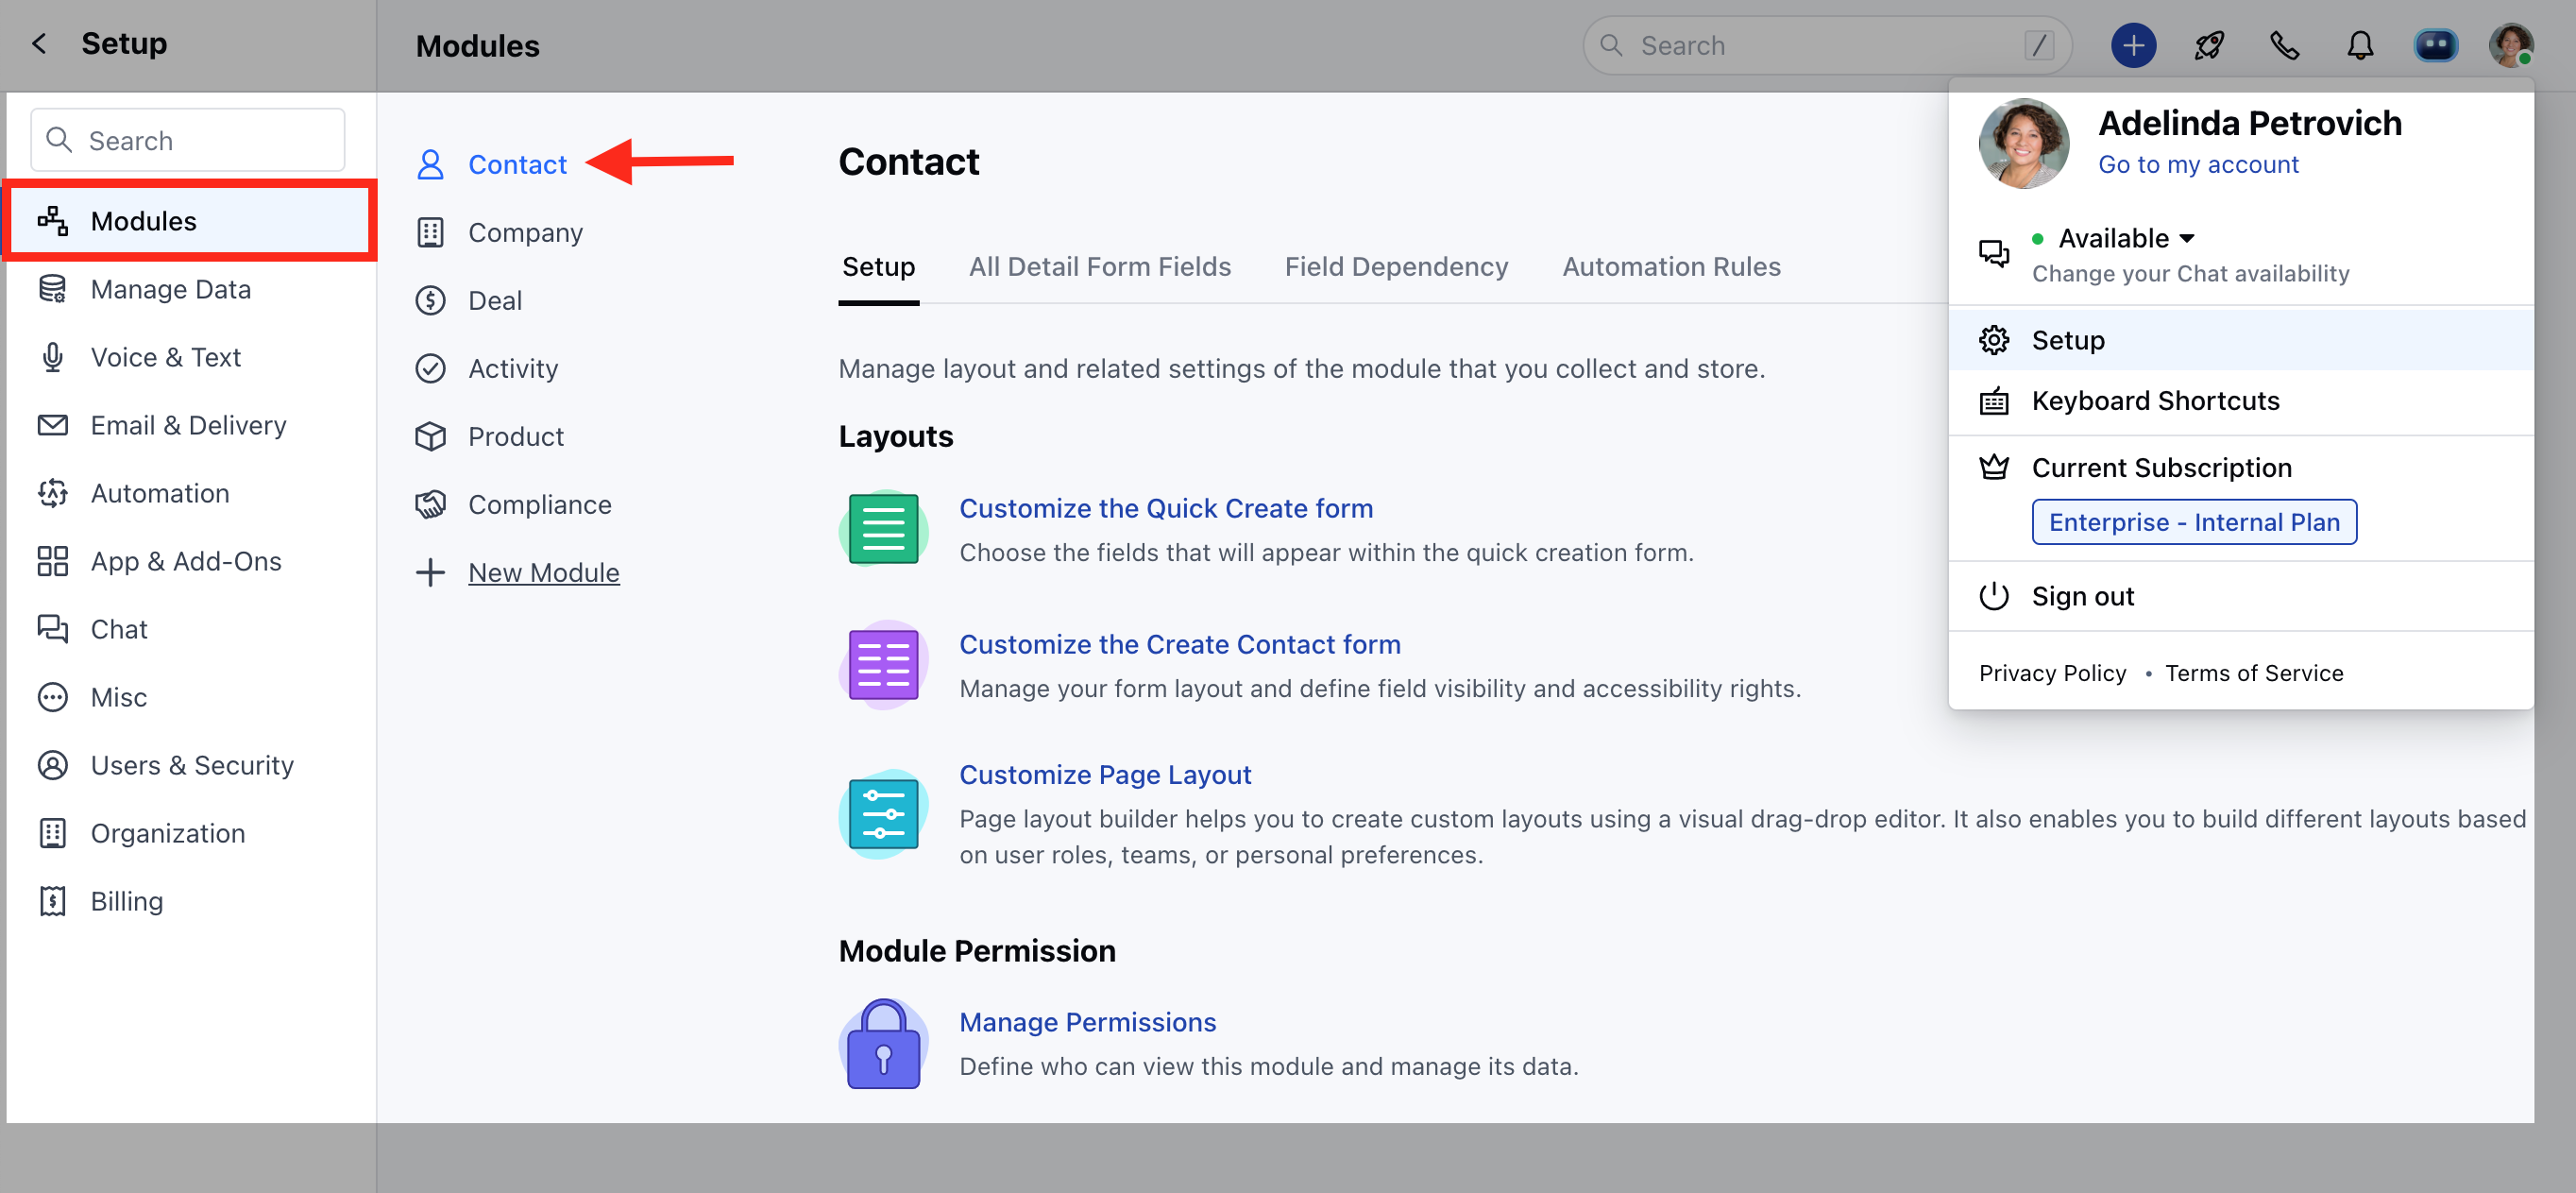 Setup
Modules
Search
/
Search
Modules
Manage Data
Voice & Text
Email & Delivery
Automation
App & Add-Ons
Chat
Misc
Users & Security
Organization
Billing
Contact
Company
Deal
Activity
Product
Compliance
New Module
Contact
Setup All Detail Form Fields Field Dependency Automation Rules
Manage layout and related settings of the module that you collect and store.
Layouts
Customize the Quick Create form
Choose the fields that will appear within the quick creation form.
Customize the Create Contact form
Manage your form layout and define field visibility and accessibility rights.
Customize Page Layout
Page layout builder helps you to create custom layouts using a visual drag-drop editor. It also enables you to build different layouts based
on user roles, teams, or personal preferences.
Module Permission
Manage Permissions
Define who can view this module and manage its data.
Adelinda Petrovich
Go to my account
Available
Change your Chat availability
Setup
Keyboard Shortcuts
Current Subscription
Enterprise - Internal Plan
Sign out
Privacy Policy • Terms of Service